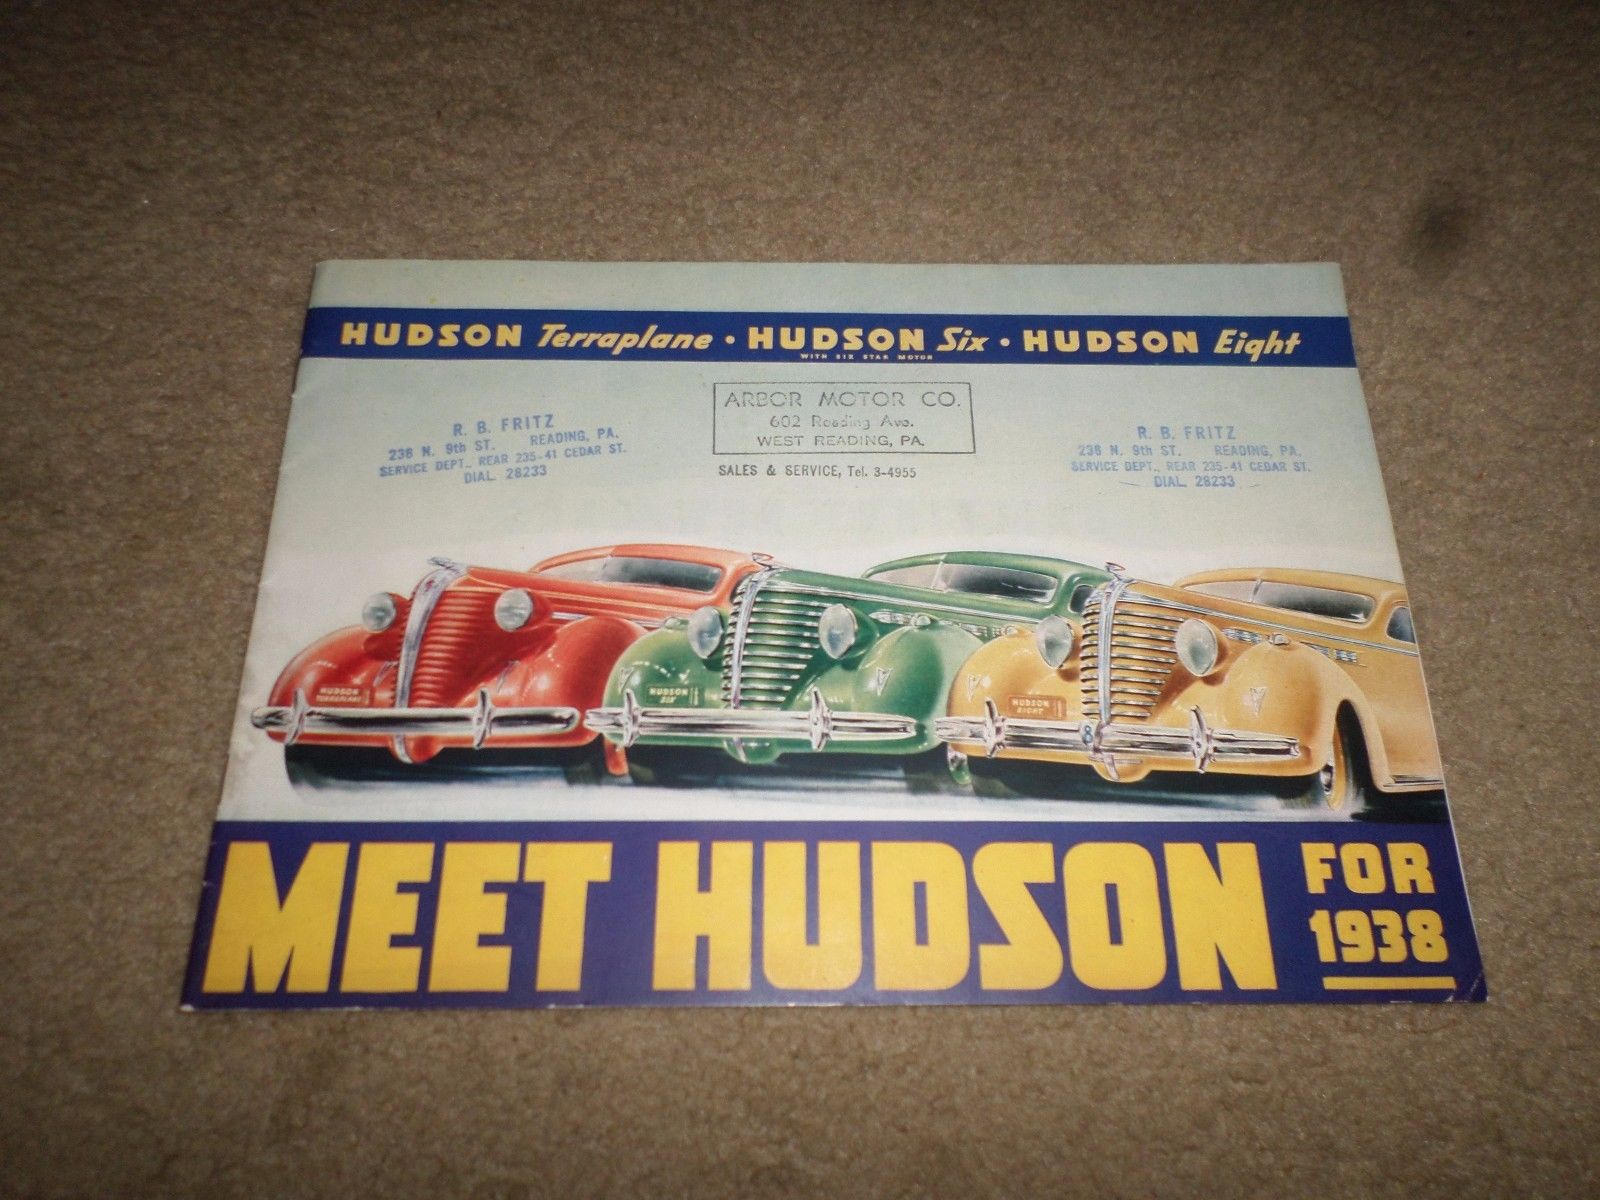 HUDSON Terraplane • HUDSON Six • HUDSON Eight
WITH SIX STAR MOTOR
R. B. FRITZ
236 N. 9th ST. READING, PA.
SERVICE DEPT., REAR 235-41 CEDAR ST.
DIAL 28233
ARBOR MOTOR CO.
602 Reading Ave.
WEST READING, PA.
SALES & SERVICE, Tel. 3-4955
R. B. FRITZ
236 N. 9th ST. READING, PA.
SERVICE DEPT., REAR 235-41 CEDAR ST.
DIAL 28233
HUDSON
TERRAPLANE
HUDSON
SIX
HUDSON
EIGHT
8
MEET HUDSON FOR
1938